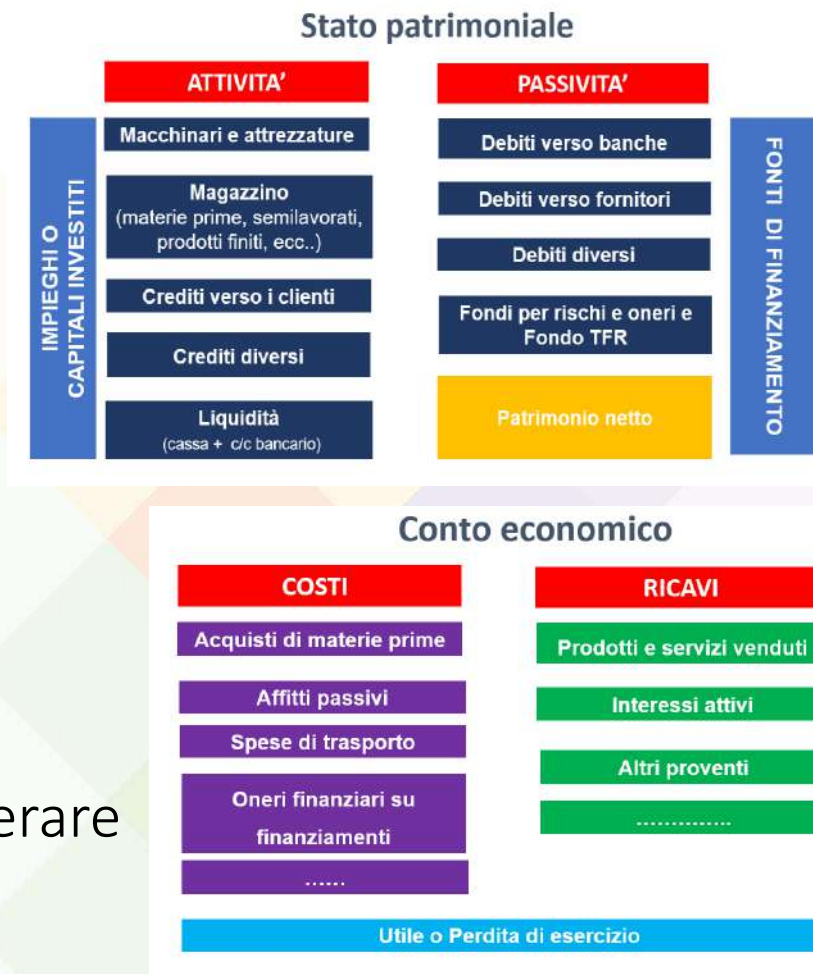 Stato patrimoniale
ATTIVITA'
PASSIVITA'
IMPIEGHI O
CAPITALI INVESTITI
Macchinari e attrezzature
Magazzino
(materie prime, semilavorati,
prodotti finiti, ecc..)
Crediti verso i clienti
Crediti diversi
Liquidità
(cassa + c/c bancario)
Debiti verso banche
Debiti verso fornitori
Debiti diversi
Fondi per rischi e oneri e
Fondo TFR
Patrimonio netto
FONTI DI FINANZIAMENTO
Conto economico
COSTI
RICAVI
Acquisti di materie prime
Affitti passivi
Spese di trasporto
Oneri finanziari su
finanziamenti
......
Prodotti e servizi venduti
Interessi attivi
Altri proventi
..............
Utile o Perdita di esercizio
erare